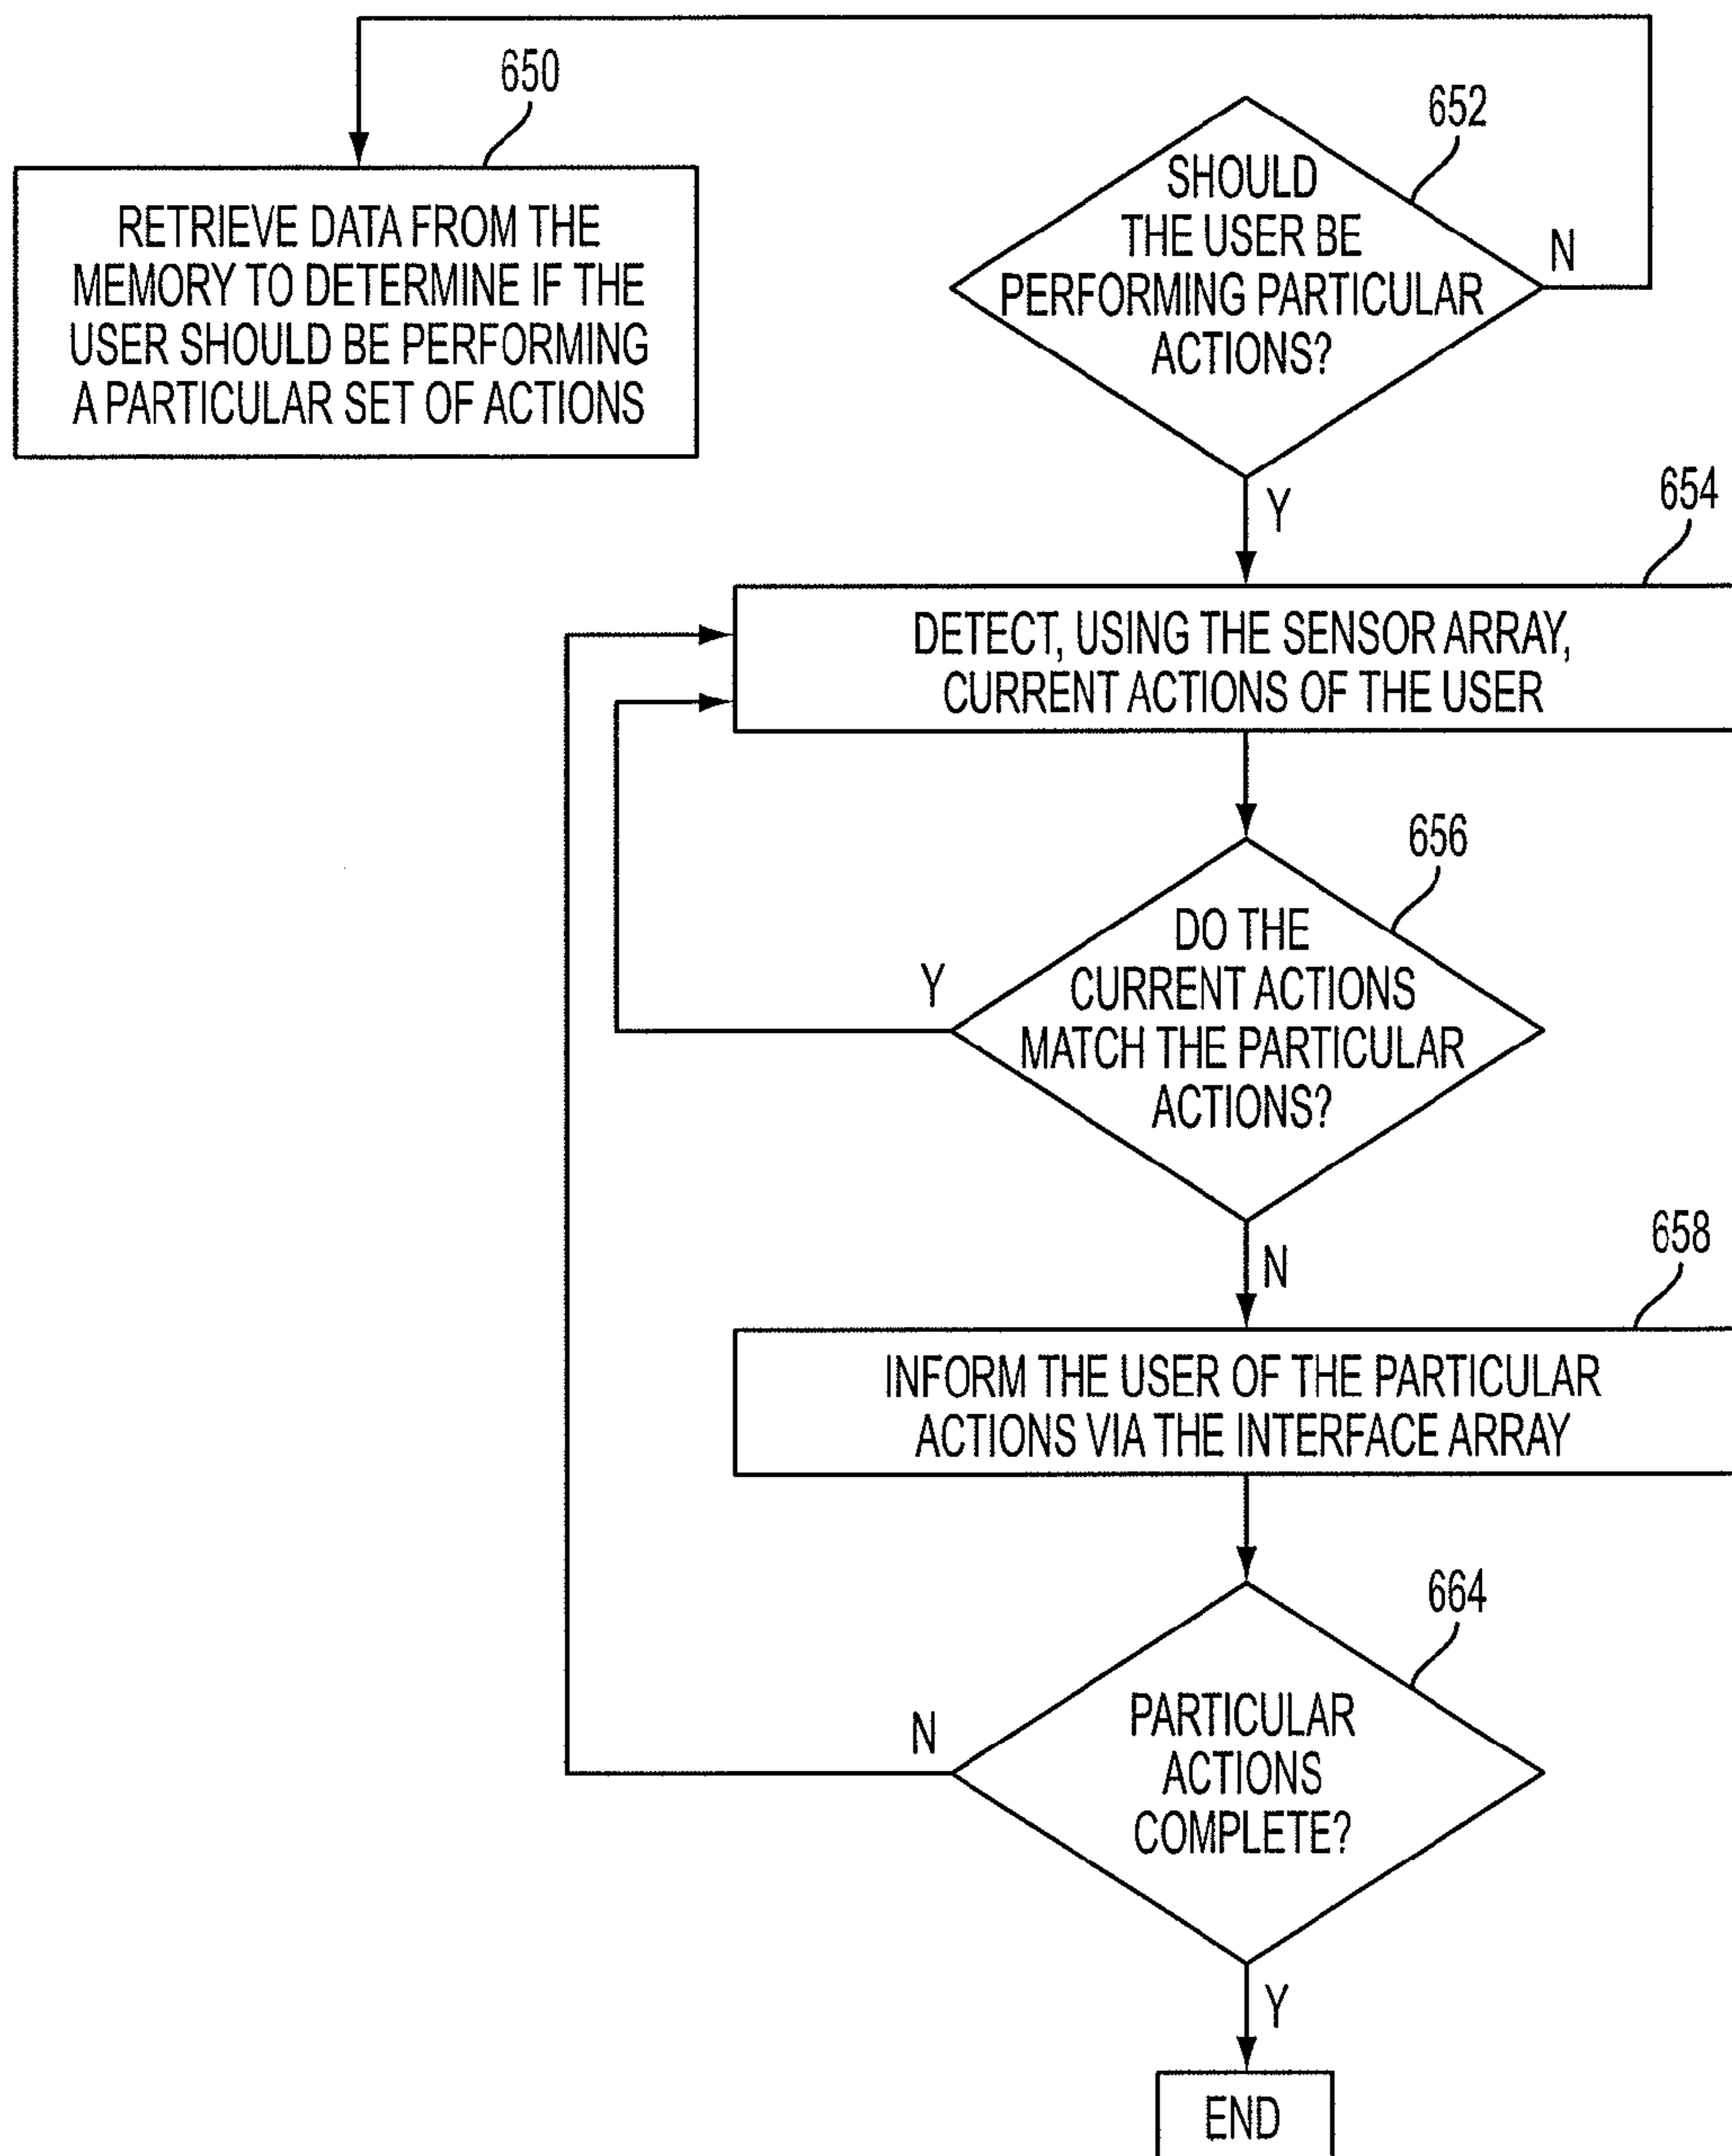 650
RETRIEVE DATA FROM THE
MEMORY TO DETERMINE IF THE
USER SHOULD BE PERFORMING
A PARTICULAR SET OF ACTIONS
652
SHOULD
THE USER BE
PERFORMING PARTICULAR
ACTIONS?
N
Y
654
DETECT, USING THE SENSOR ARRAY,
CURRENT ACTIONS OF THE USER
656
DO THE
CURRENT ACTIONS
MATCH THE PARTICULAR
ACTIONS?
Y
N
658
INFORM THE USER OF THE PARTICULAR
ACTIONS VIA THE INTERFACE ARRAY
664
PARTICULAR
ACTIONS
COMPLETE?
N
Y
END